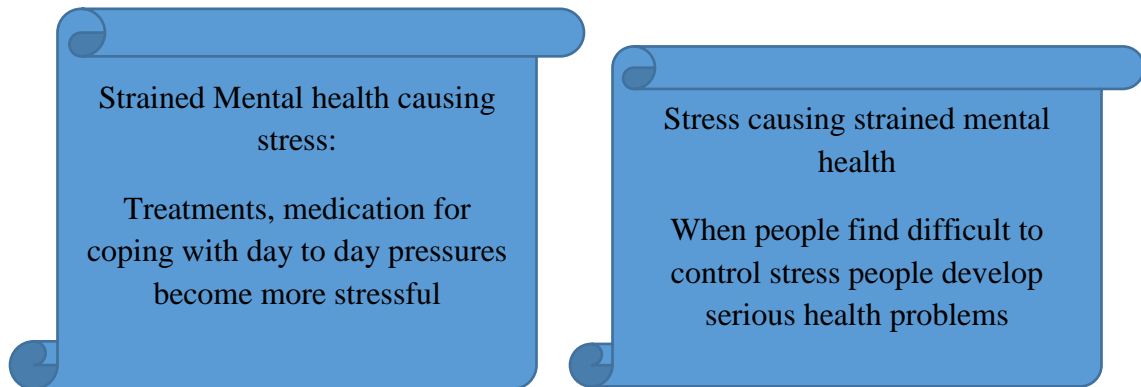 Strained Mental health causing
stress:
Treatments, medication for
coping with day to day pressures
become more stressful
Stress causing strained mental
health
When people find difficult to
control stress people develop
serious health problems